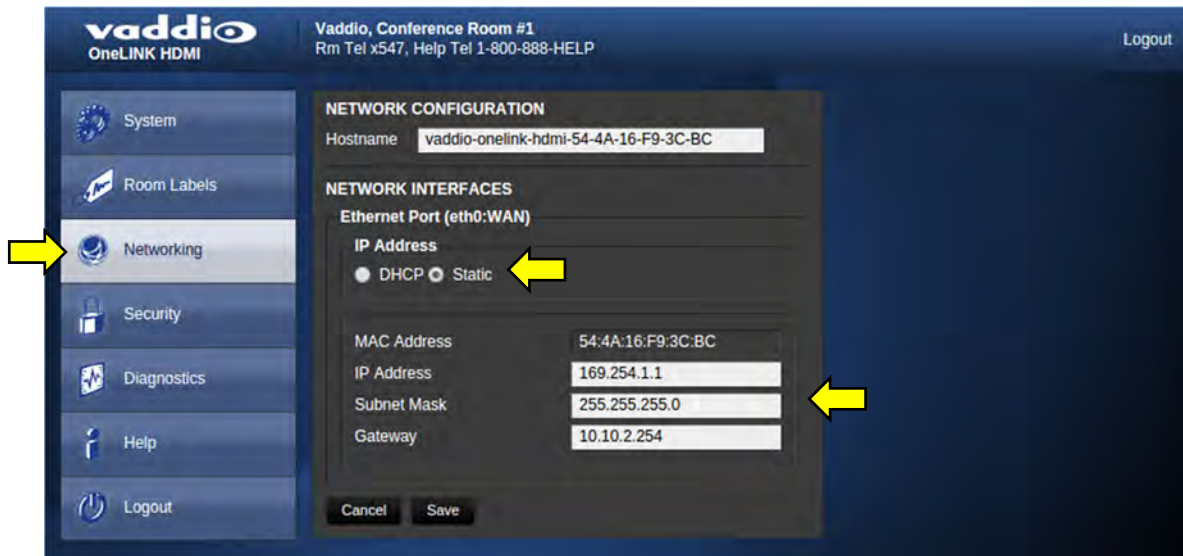 vaddio
OneLINK HDMI
Vaddio, Conference Room #1
Rm Tel x547, Help Tel 1-800-888-HELP
Logout
System
Room Labels
Networking
Security
Diagnostics
Help
Logout
NETWORK CONFIGURATION
Hostname vaddio-onelink-hdmi-54-4A-16-F9-3C-BC
NETWORK INTERFACES
Ethernet Port (eth0:WAN)
IP Address
DHCP Static
MAC Address 54:4A:16:F9:3C:BC
IP Address 169.254.1.1
Subnet Mask 255.255.255.0
Gateway 10.10.2.254
Cancel Save